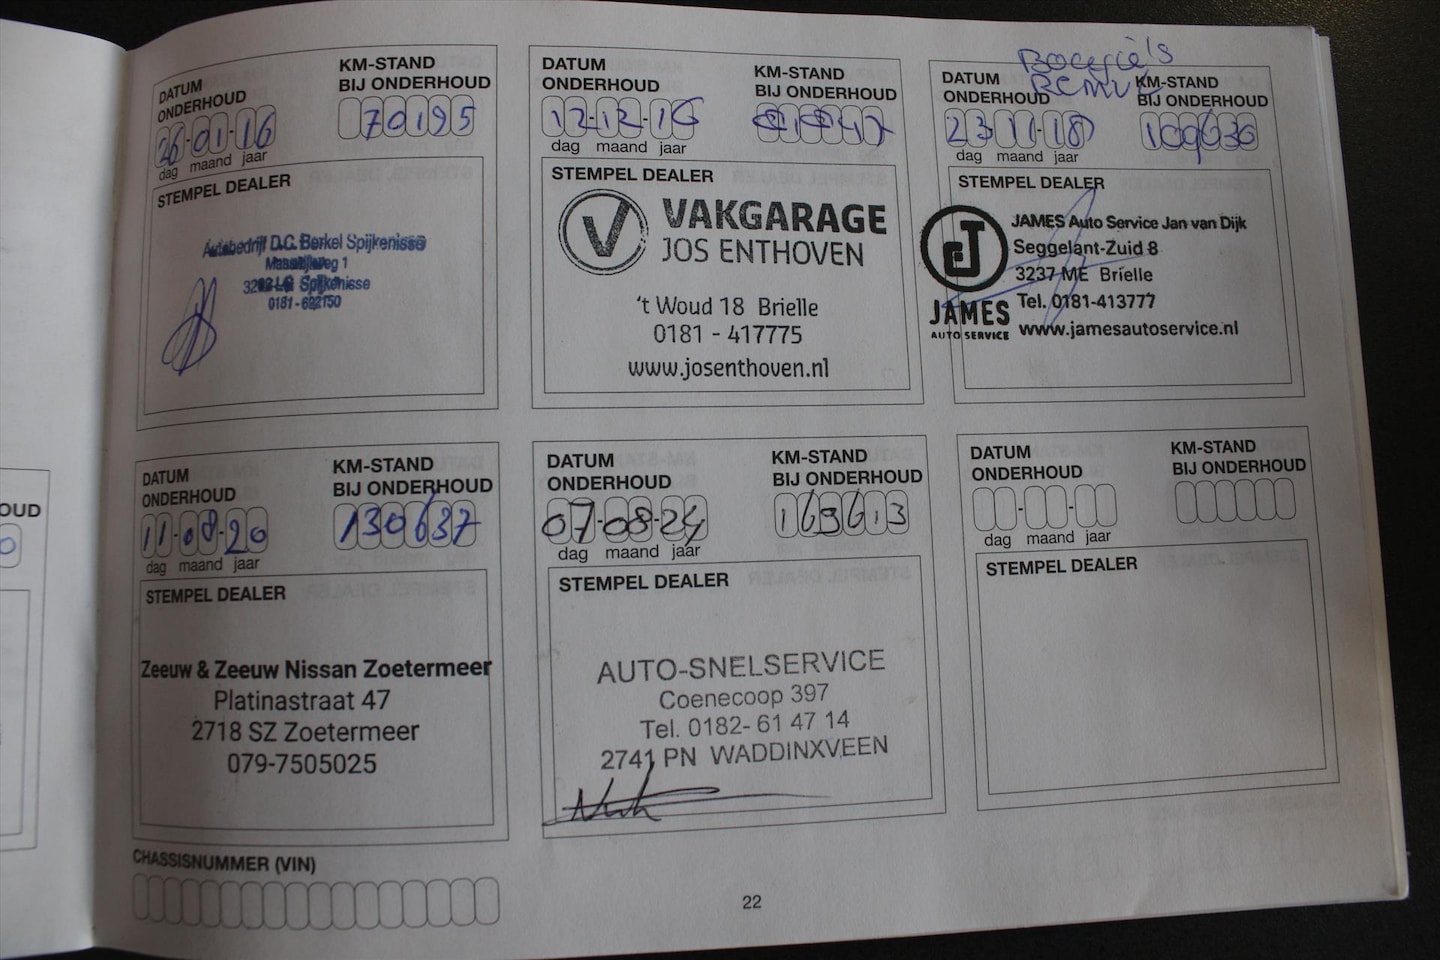 DATUM
ONDERHOUD
KM-STAND
BIJ ONDERHOUD
26-01-16
70195
dag maand jaar
STEMPEL DEALER
Autobedrijf D.C. Berkel Spijkenisse
1
Spijkenisse
0181 - 692150
DATUM
ONDERHOUD
KM-STAND
BIJ ONDERHOUD
12-12-16
dag maand jaar
STEMPEL DEALER
VAKGARAGE
JOS ENTHOVEN
't Woud 18 Brielle
0181 - 417775
www.josenthoven.nl
Bougie's
DATUM
ONDERHOUD
KM-STAND
BIJ ONDERHOUD
23-11-18
109630
dag maand jaar
STEMPEL DEALER
JAMES Auto Service Jan van Dijk
Seggelant-Zuid 8
3237 ME Brielle
Tel. 0181-413777
www.jamesautoservice.nl
JAMES
AUTO SERVICE
DATUM
ONDERHOUD
KM-STAND
BIJ ONDERHOUD
11-08-20
130637
dag maand jaar
STEMPEL DEALER
Zeeuw & Zeeuw Nissan Zoetermeer
Platinastraat 47
2718 SZ Zoetermeer
079-7505025
DATUM
ONDERHOUD
KM-STAND
BIJ ONDERHOUD
07-08-24
163613
dag maand jaar
STEMPEL DEALER
AUTO-SNELSERVICE
Coenecoop 397
Tel. 0182- 61 47 14
2741 PN WADDINXVEEN
DATUM
ONDERHOUD
KM-STAND
BIJ ONDERHOUD
dag maand jaar
STEMPEL DEALER
CHASSISNUMMER (VIN)
22
OUD